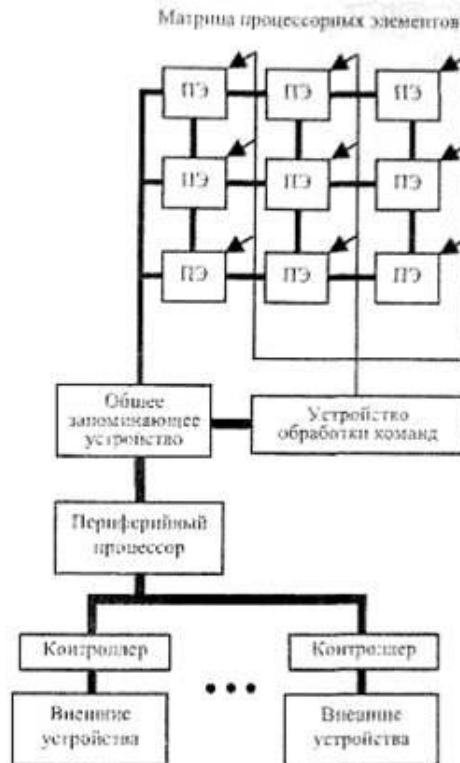 Матрица процессорных элементов
ПЭ ПЭ ПЭ
ПЭ ПЭ ПЭ
ПЭ ПЭ ПЭ
Общее
запоминающее
устройство
Устройство
обработки команд
Периферийный
процессор
Контроллер
Контроллер
Внешние
устройства
Внешние
устройства